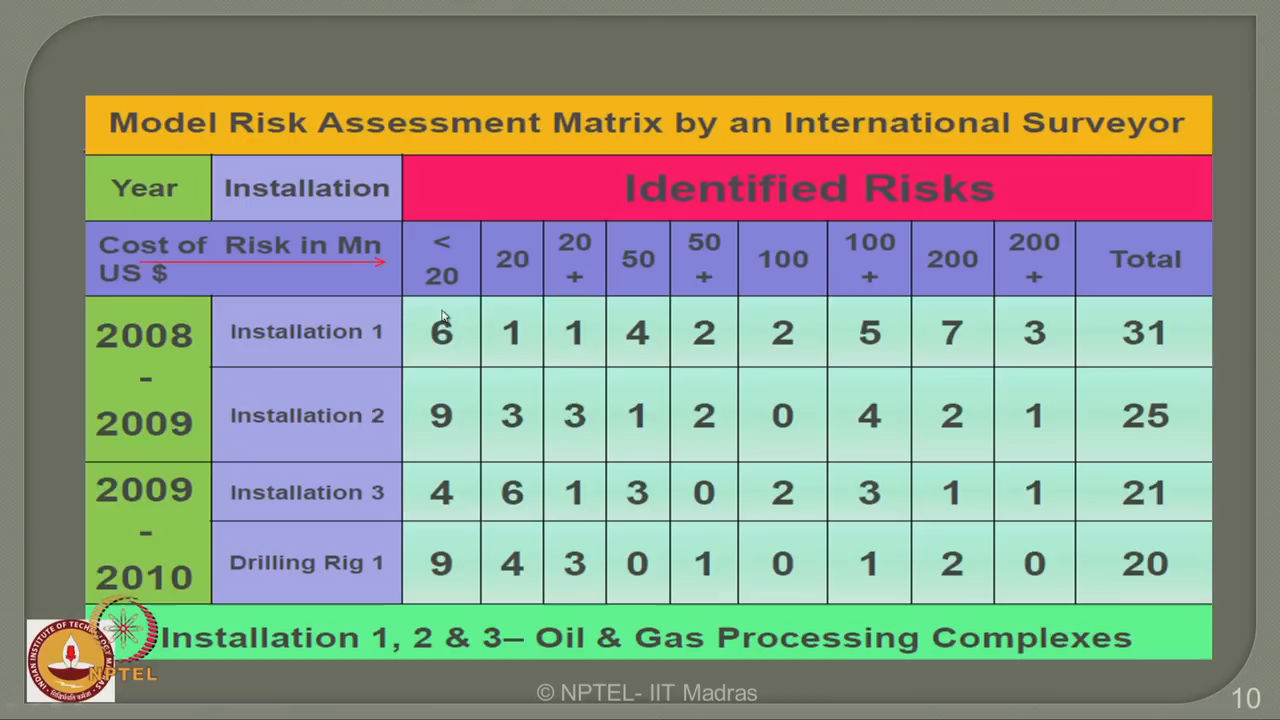 Model Risk Assessment Matrix by an International Surveyor
Year Installation Identified Risks
Cost of Risk in Mn US $ < 20 20 20 + 50 50 + 100 100 + 200 200 + Total
2008 - 2009 Installation 1 6 1 1 4 2 2 5 7 3 31
Installation 2 9 3 3 1 2 0 4 2 1 25
2009 - 2010 Installation 3 4 6 1 3 0 2 3 1 1 21
Drilling Rig 1 9 4 3 0 1 0 1 2 0 20
Installation 1, 2 & 3– Oil & Gas Processing Complexes
NPTEL
© NPTEL- IIT Madras
10